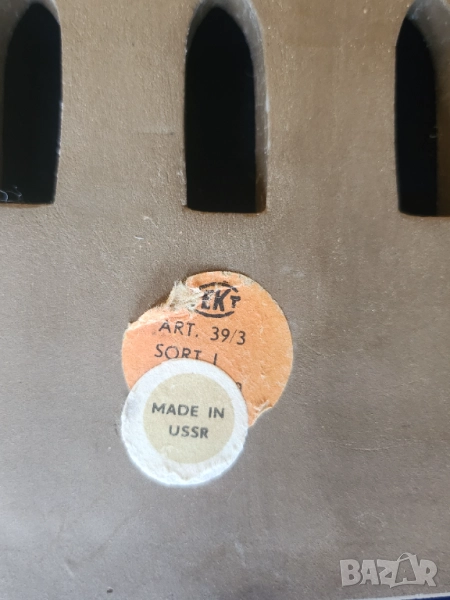 ART. 39/3
SORT I
MADE IN
USSR
BAZAR